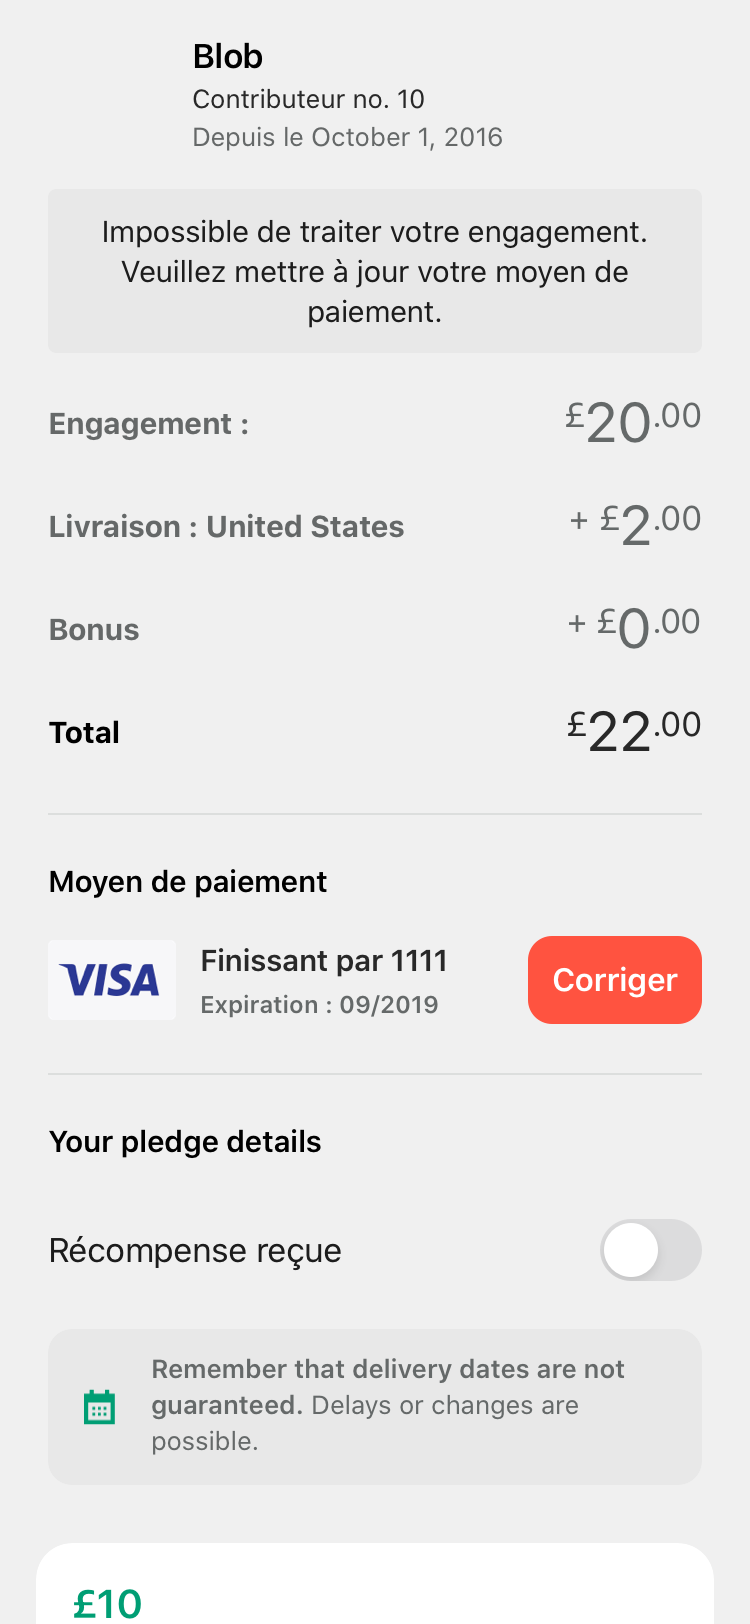 Blob
Contributeur no. 10
Depuis le October 1, 2016
Impossible de traiter votre engagement.
Veuillez mettre à jour votre moyen de
paiement.
Engagement : £20.00
Livraison : United States + £2.00
Bonus + £0.00
Total £22.00
Moyen de paiement
VISA
Finissant par 1111
Expiration : 09/2019
Corriger
Your pledge details
Récompense reçue
Remember that delivery dates are not
guaranteed. Delays or changes are
possible.
£10